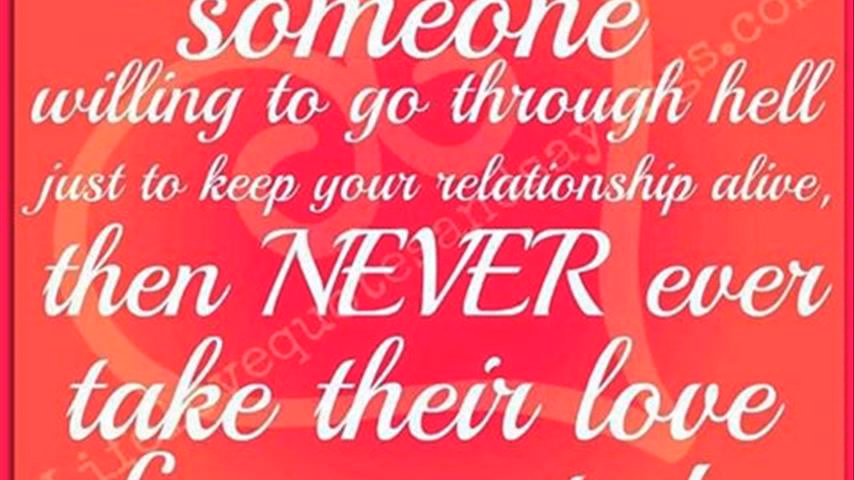 someone
willing to go through hell
just to keep your relationship alive,
then NEVER ever
take their love